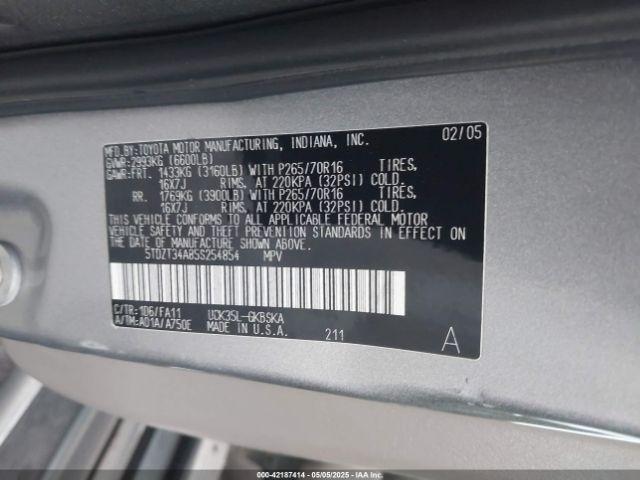 MFD.BY:TOYOTA MOTOR MANUFACTURING, INDIANA, INC. 02/05
GVWR:2993KG (6600LB)
GAWR:FRT. 1433KG (3160LB) WITH P265/70R16 TIRES,
16X7J RIMS, AT 220KPA (32PSI) COLD.
RR. 1769KG (3900LB) WITH P265/70R16 TIRES,
16X7J RIMS, AT 220KPA (32PSI) COLD.
THIS VEHICLE CONFORMS TO ALL APPLICABLE FEDERAL MOTOR
VEHICLE SAFETY AND THEFT PREVENTION STANDARDS IN EFFECT
ON THE DATE OF MANUFACTURE SHOWN ABOVE.
5TDZT34A85S254854 MPV
C/TR:1D6/FA11 UCK35L-GKBSKA
A/TM:A01A/A750E MADE IN U.S.A. 211 A
000-42187414 - 05/05/2025 - IAA Inc.